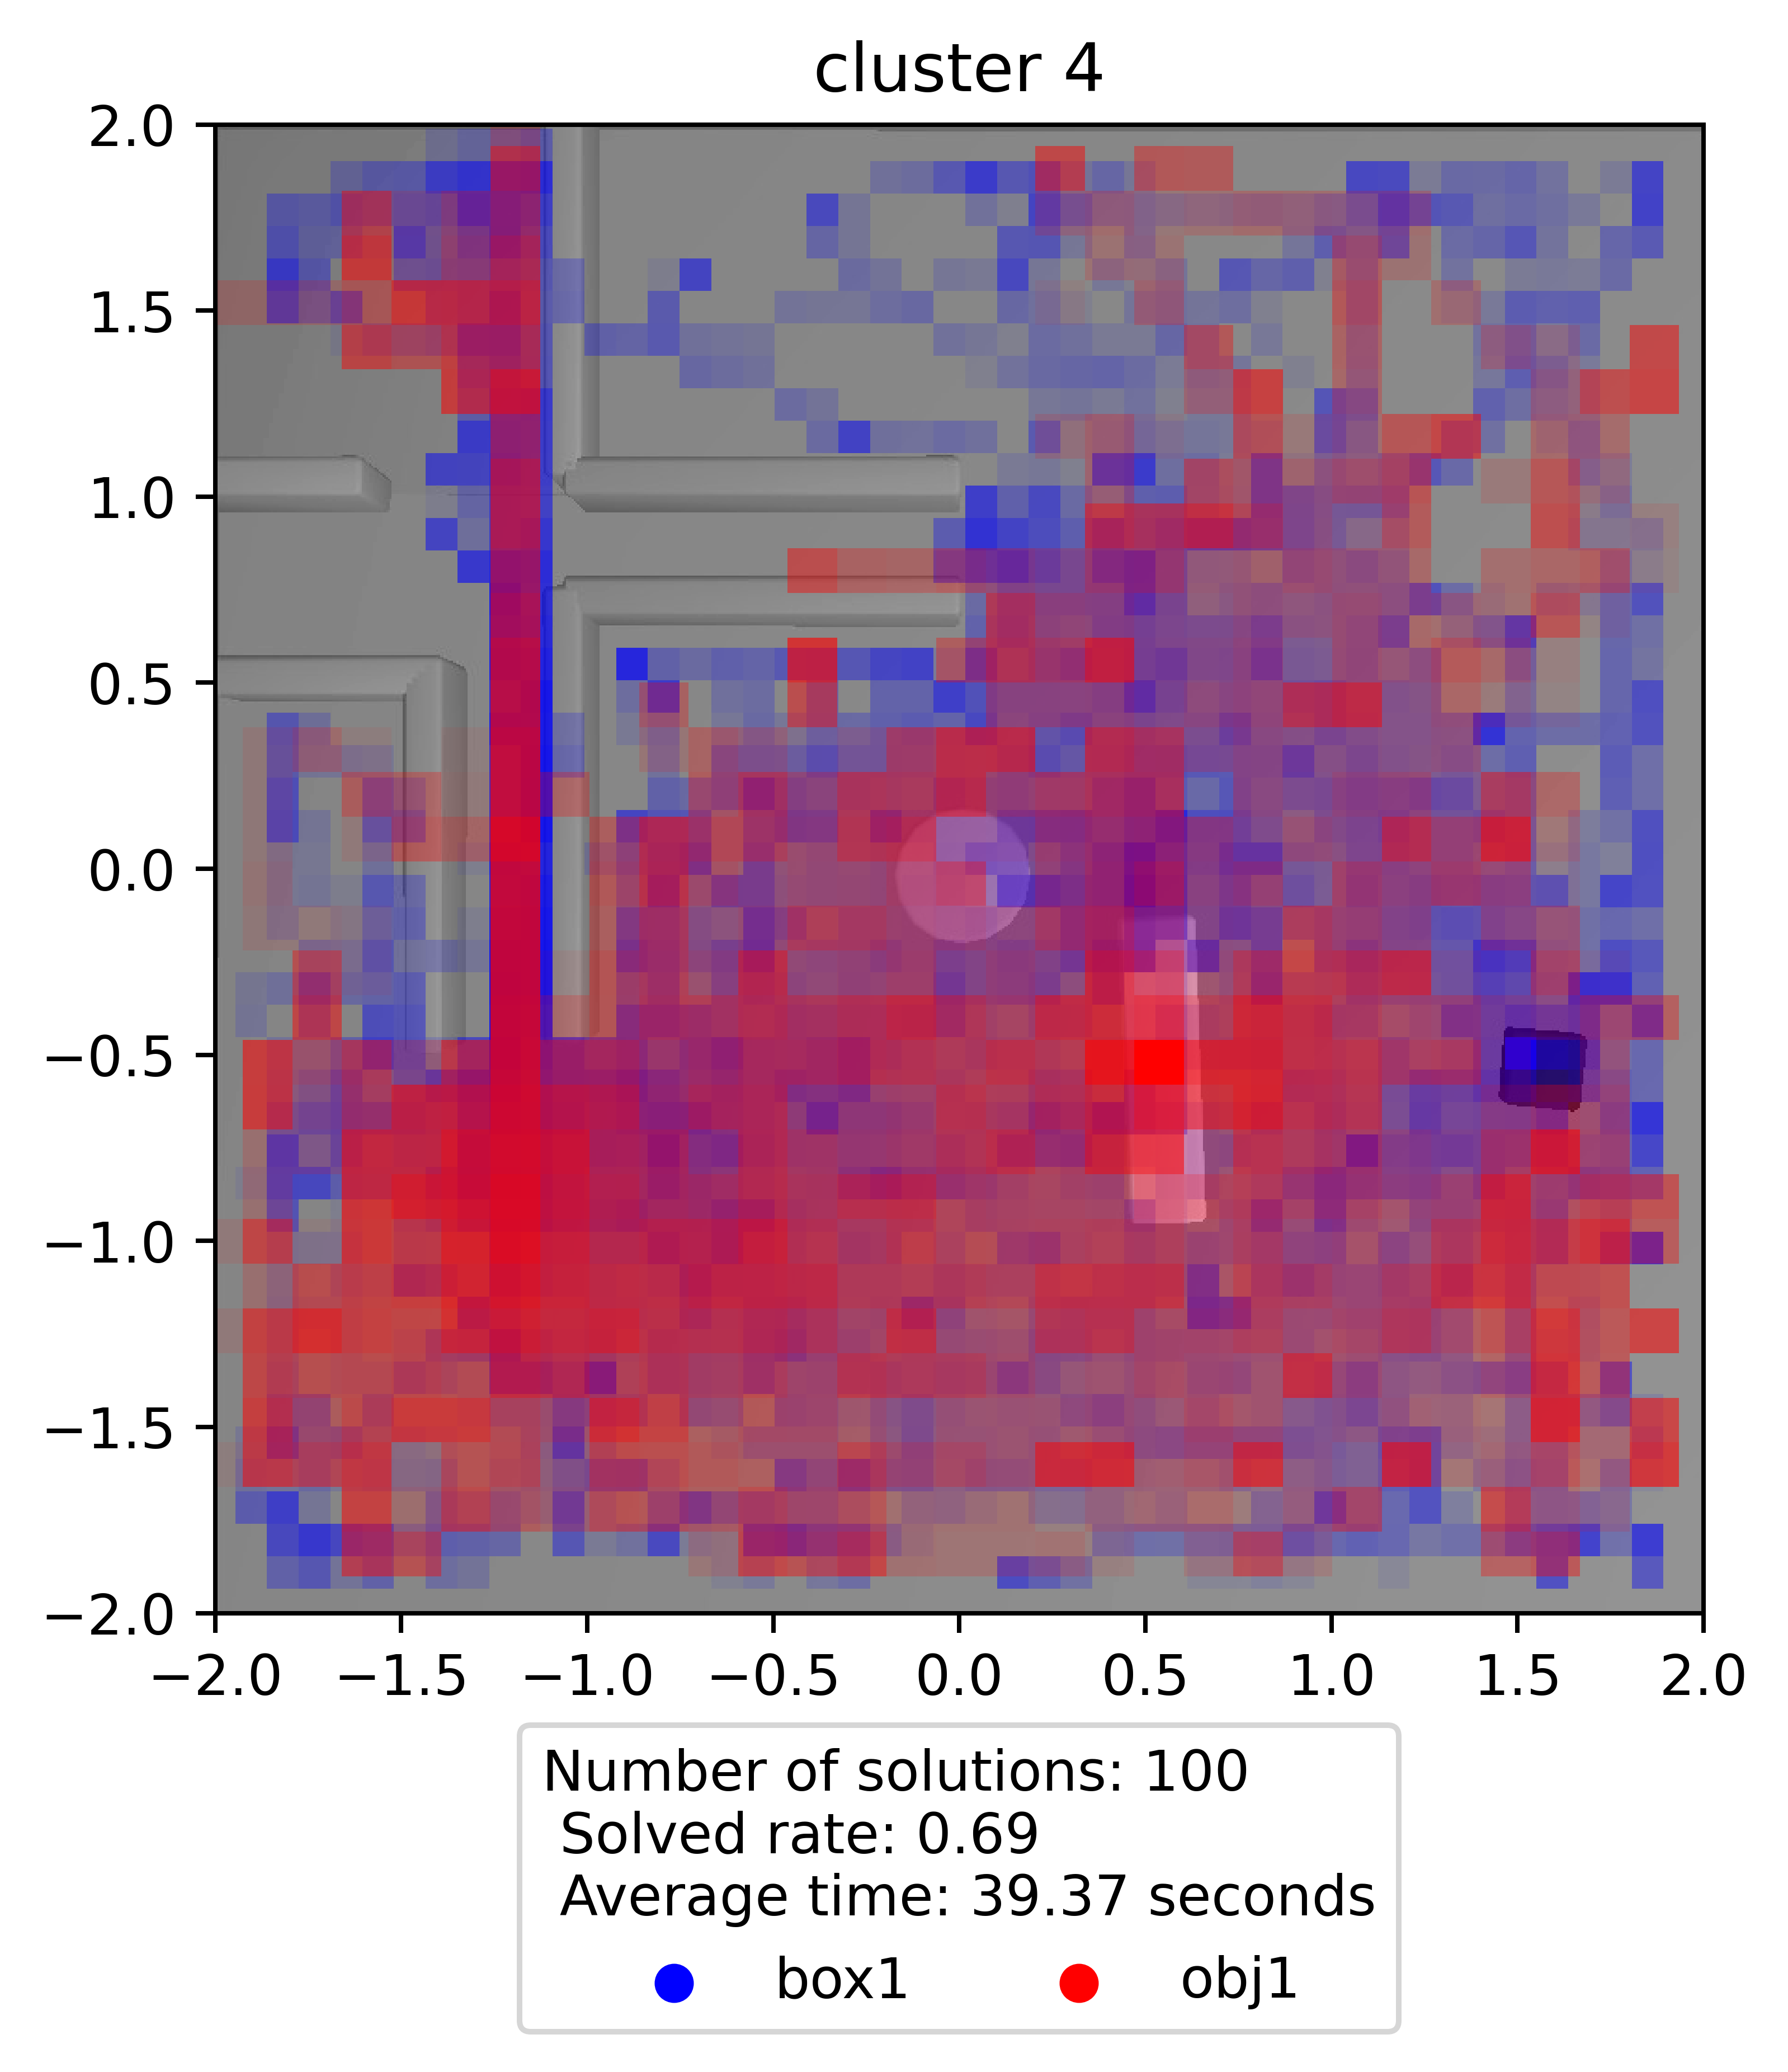 cluster 4
2.0
1.5
1.0
0.5
0.0
−0.5
−1.0
−1.5
−2.0
−2.0 −1.5 −1.0 −0.5 0.0 0.5 1.0 1.5 2.0
Number of solutions: 100
Solved rate: 0.69
Average time: 39.37 seconds
box1 obj1